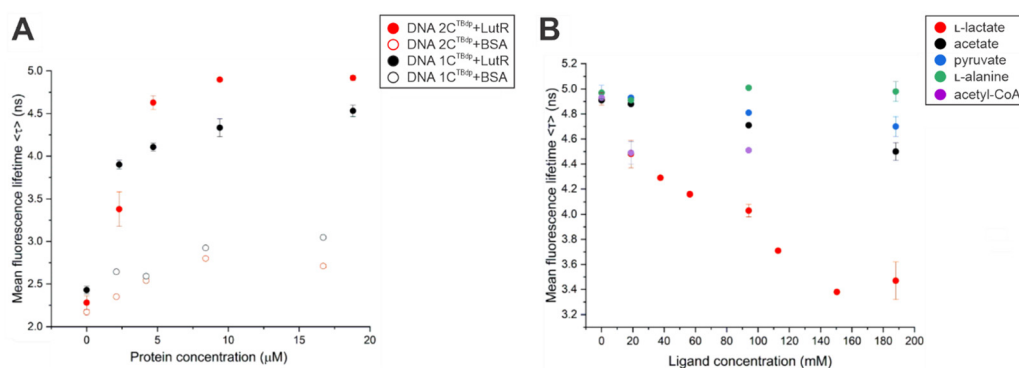 A
DNA 2C^TBdp+LutR
DNA 2C^TBdp+BSA
DNA 1C^TBdp+LutR
DNA 1C^TBdp+BSA
Mean fluorescence lifetime <τ> (ns)
5.0
4.5
4.0
3.5
3.0
2.5
2.0
0
5
10
15
20
Protein concentration (μM)
B
L-lactate
acetate
pyruvate
L-alanine
acetyl-CoA
Mean fluorescence lifetime <τ> (ns)
5.2
5.0
4.8
4.6
4.4
4.2
4.0
3.8
3.6
3.4
3.2
3.0
0
20
40
60
80
100
120
140
160
180
200
Ligand concentration (mM)